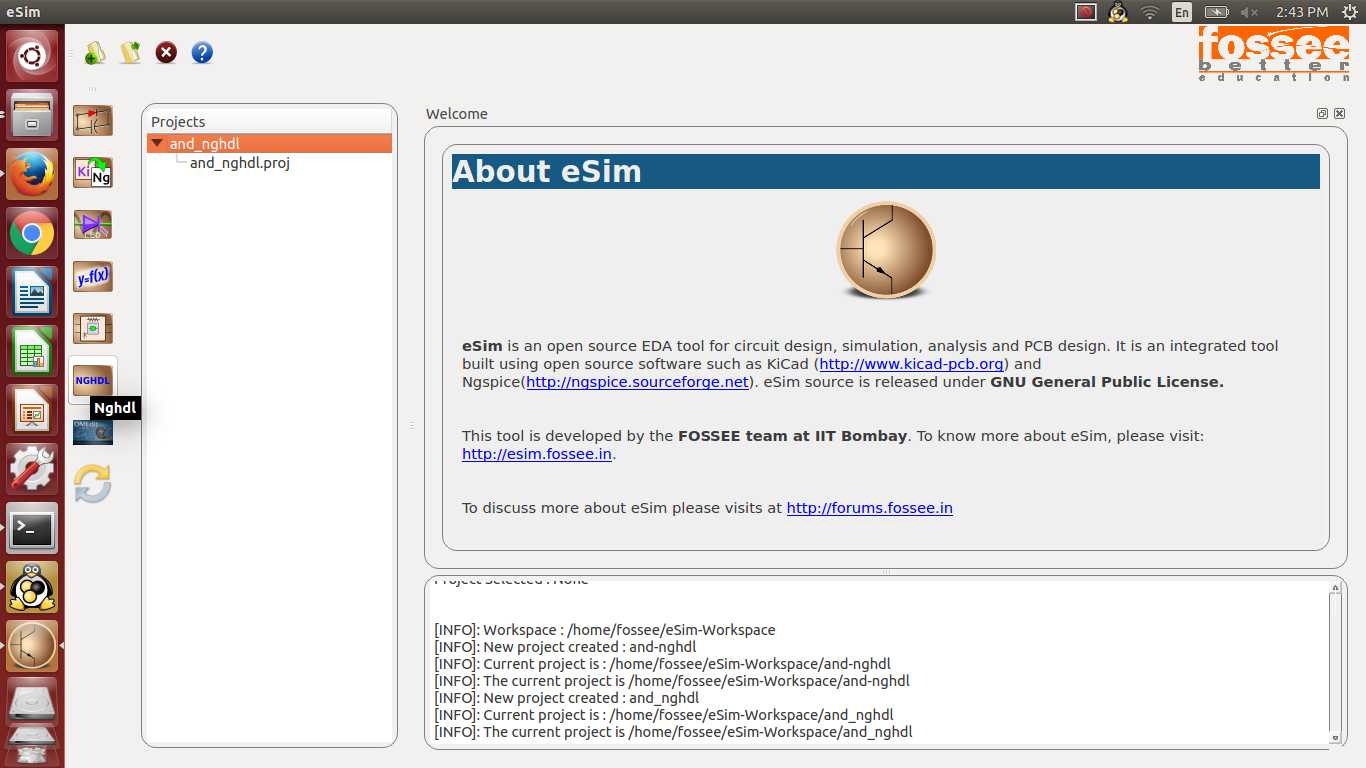 eSim
En
2:43 PM
fossee
better
education
Projects
and_nghdl
and_nghdl.proj
Ki
Ng
LED
y=f(x)
NGHDL
Nghdl
OMEdit
Welcome
About eSim
eSim is an open source EDA tool for circuit design, simulation, analysis and PCB design. It is an integrated tool
built using open source software such as KiCad (http://www.kicad-pcb.org) and
Ngspice(http://ngspice.sourceforge.net). eSim source is released under GNU General Public License.
This tool is developed by the FOSSEE team at IIT Bombay. To know more about eSim, please visit:
http://esim.fossee.in.
To discuss more about eSim please visits at http://forums.fossee.in
Project Selected : None
[INFO]: Workspace : /home/fossee/eSim-Workspace
[INFO]: New project created : and-nghdl
[INFO]: Current project is : /home/fossee/eSim-Workspace/and-nghdl
[INFO]: The current project is /home/fossee/eSim-Workspace/and-nghdl
[INFO]: New project created : and_nghdl
[INFO]: Current project is : /home/fossee/eSim-Workspace/and_nghdl
[INFO]: The current project is /home/fossee/eSim-Workspace/and_nghdl